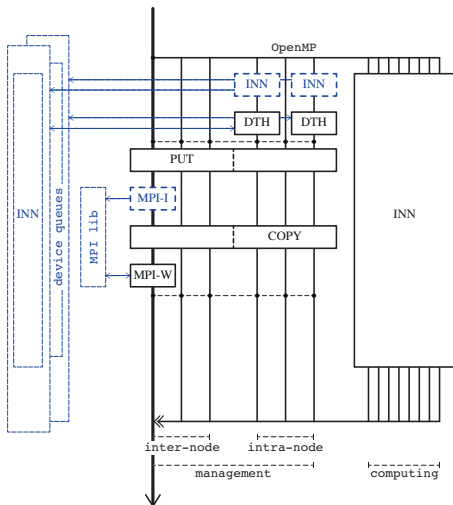 OpenMP
INN INN
DTH DTH
PUT
MPI-I
INN
device queues
MPI lib
INN
COPY
MPI-W
inter-node intra-node
management computing